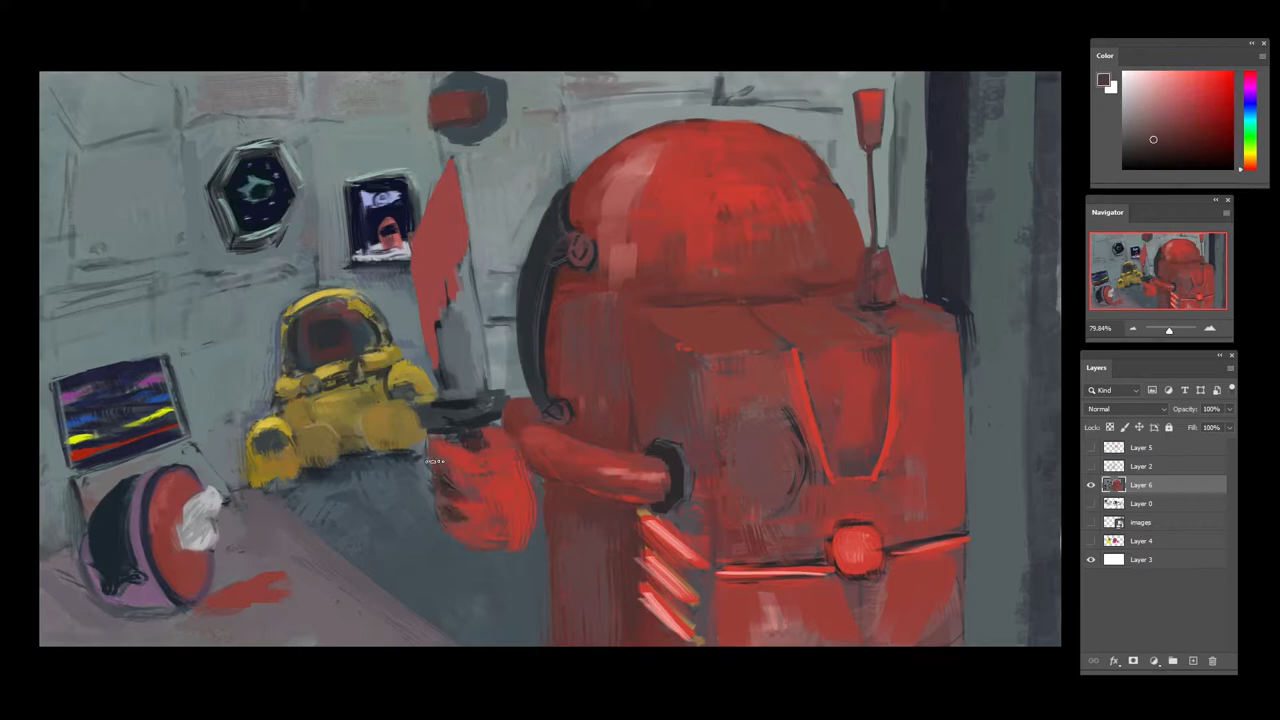 Color
Navigator
79.84%
Layers
Kind
Normal
Opacity: 100%
Lock:
Fill: 100%
Layer 5
Layer 2
Layer 6
Layer 0
images
Layer 4
Layer 3
fx